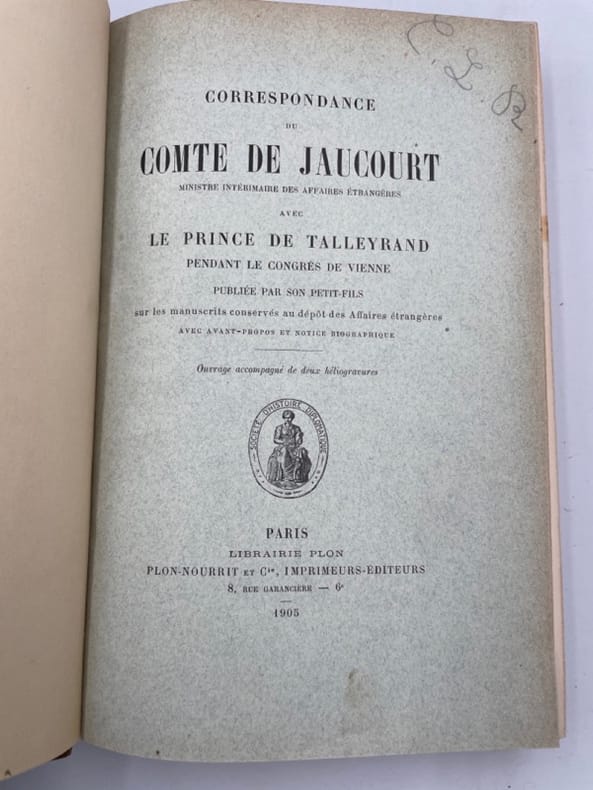 C. L. R
CORRESPONDANCE
DU
COMTE DE JAUCOURT
MINISTRE INTÉRIMAIRE DES AFFAIRES ÉTRANGÈRES
AVEC
LE PRINCE DE TALLEYRAND
PENDANT LE CONGRÈS DE VIENNE
PUBLIÉE PAR SON PETIT-FILS
sur les manuscrits conservés au dépôt des Affaires étrangères
AVEC AVANT-PROPOS ET NOTICE BIOGRAPHIQUE
Ouvrage accompagné de deux héliogravures
SOCIÉTÉ D'HISTOIRE DIPLOMATIQUE
PARIS
LIBRAIRIE PLON
PLON-NOURRIT ET Cie, IMPRIMEURS-ÉDITEURS
8, RUE GARANCIÈRE — 6e
1905